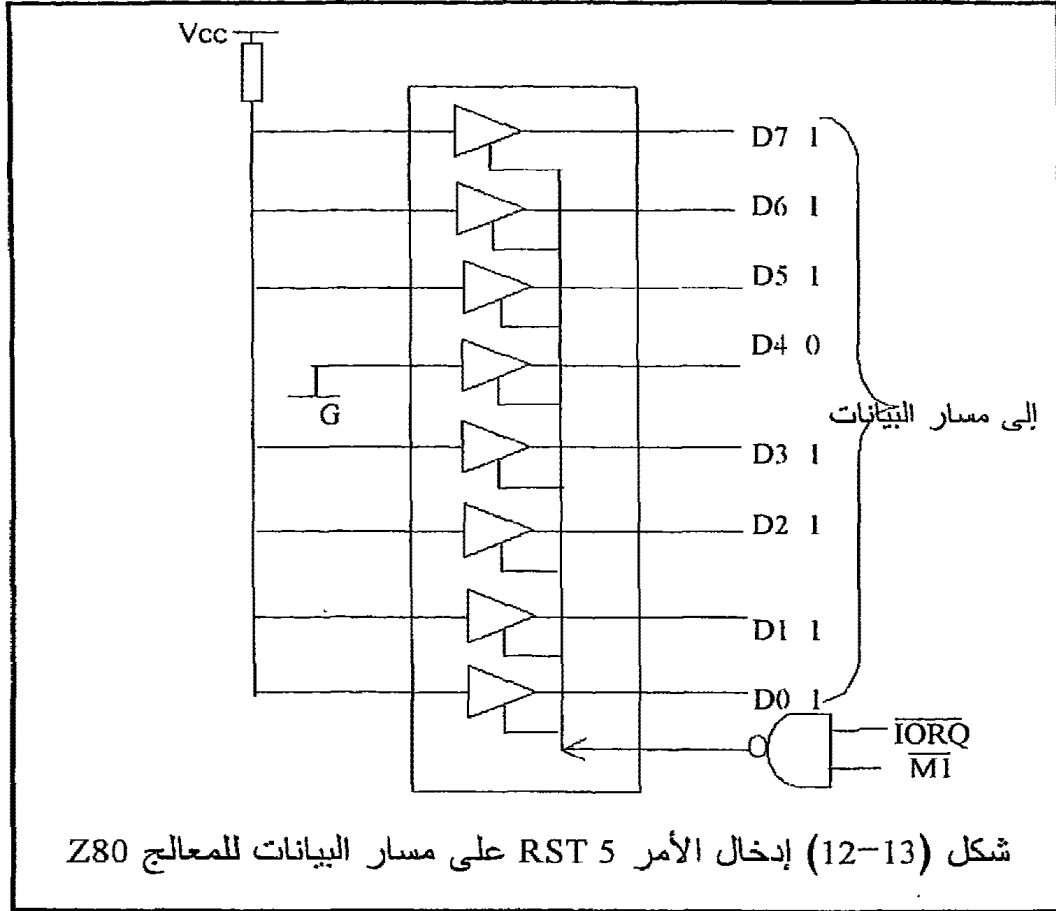 Vcc
D7 1
D6 1
D5 1
D4 0
G
إلى مسار البيانات
D3 1
D2 1
D1 1
D0 1
IORQ
M1
شكل (12-13) إدخال الأمر RST 5 على مسار البيانات للمعالج Z80